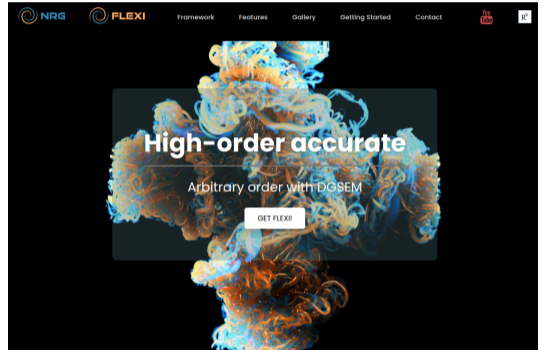 NRG FLEXI Framework Features Gallery Getting Started Contact You Tube R⁶
High-order accurate
Arbitrary order with DGSEM
GET FLEXI!